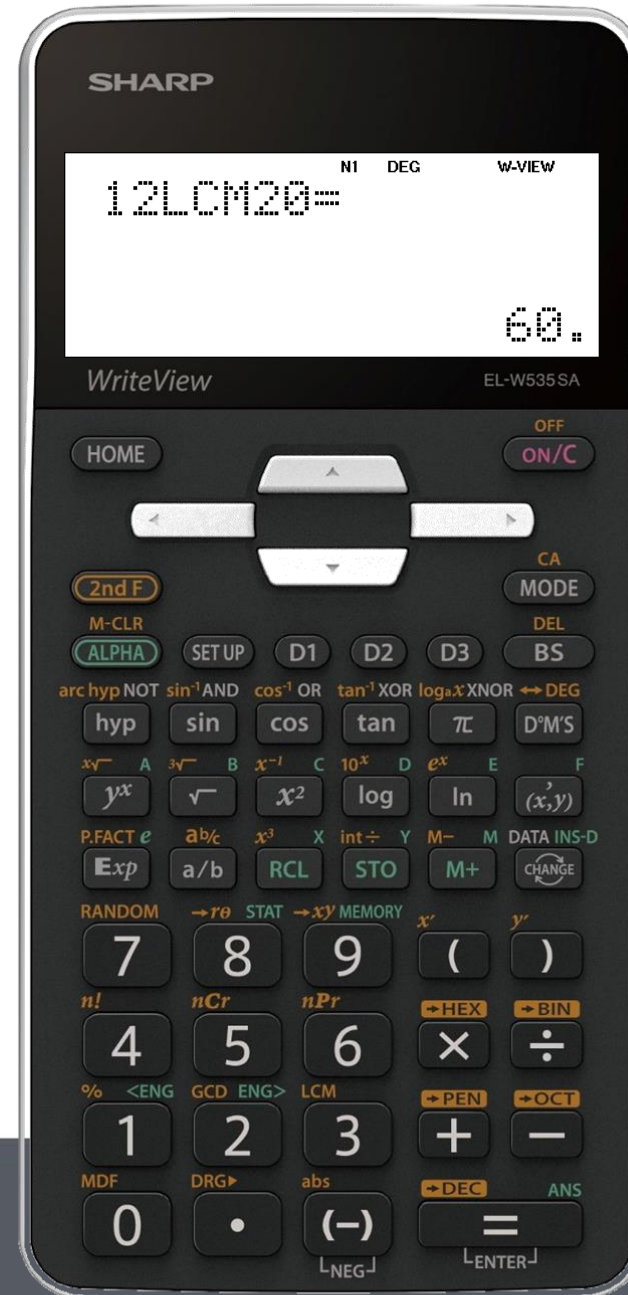 SHARP
N1 DEG W-VIEW
12LCM20=
60.
WriteView EL-W535SA
OFF
HOME ON/C
CA
2nd F MODE
M-CLR DEL
ALPHA SET UP D1 D2 D3 BS
arc hyp NOT sin⁻¹ AND cos⁻¹ OR tan⁻¹ XOR logₐx XNOR ↔DEG
hyp sin cos tan π D°M'S
ˣ√ A ³√ B x⁻¹ C 10ˣ D eˣ E F
yˣ √ x² log ln (x,y)
P.FACT e ab/c x³ X int÷ Y M− M DATA INS-D
Exp a/b RCL STO M+ CHANGE
RANDOM →rθ STAT →xy MEMORY x′ y′
7 8 9 ( )
n! nCr nPr →HEX →BIN
4 5 6 × ÷
% <ENG GCD ENG> LCM →PEN →OCT
1 2 3 + −
MDF DRG▶ abs →DEC ANS
0 • (−) =
NEG ENTER